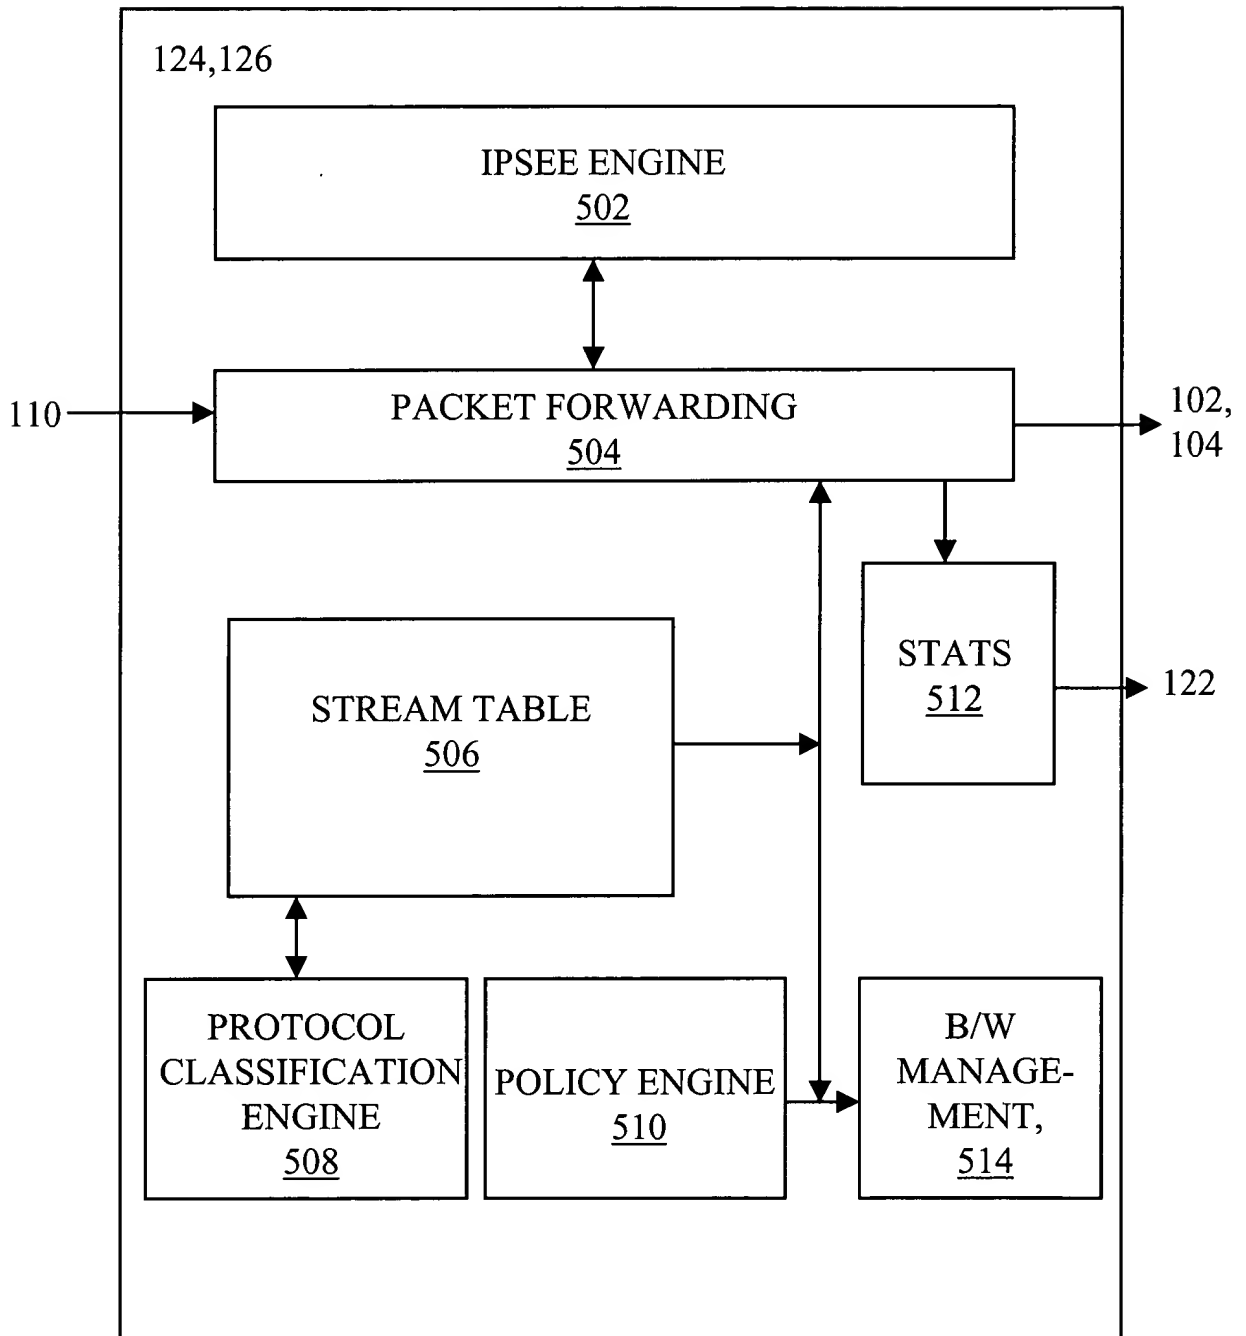 124,126
IPSEE ENGINE
502
110
PACKET FORWARDING
504
102,
104
STATS
512
122
STREAM TABLE
506
PROTOCOL
CLASSIFICATION
ENGINE
508
POLICY ENGINE
510
B/W
MANAGE-
MENT,
514